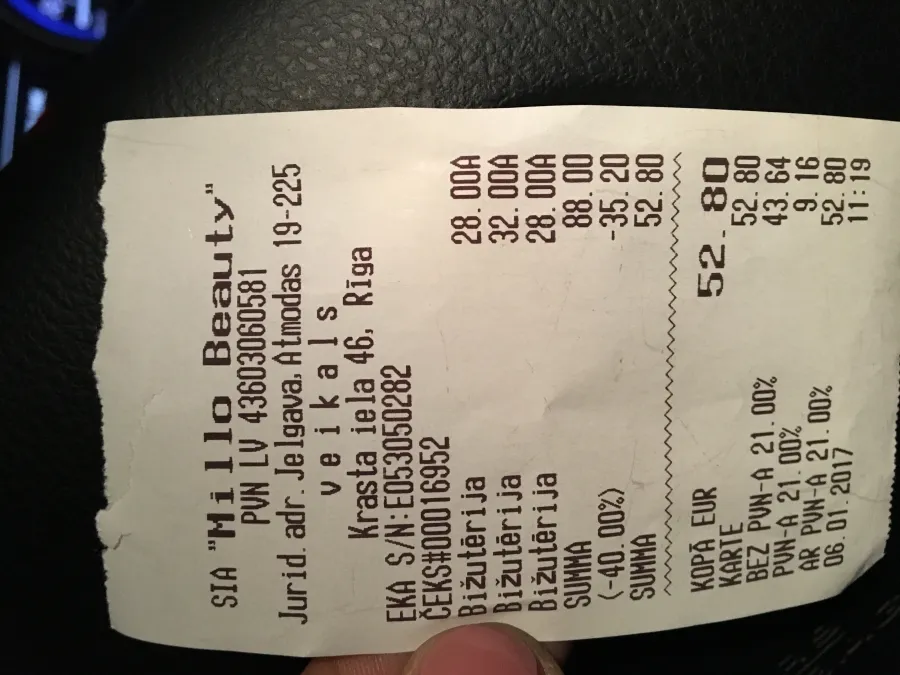 SIA "Millo Beauty"
PVN LV 43603060581
Jurid.adr.Jelgava,Atmodas 19-225
veikals
Krasta iela 46, Rīga
EKA S/N:E053050282
ČEKS#00016952
Bižutērija 28.00A
Bižutērija 32.00A
Bižutērija 28.00A
SUMMA 88.00
(-40.00%) -35.20
SUMMA 52.80
KOPĀ EUR 52.80
KARTE 52.80
BEZ PVN-A 21.00% 43.64
PVN-A 21.00% 9.16
AR PVN-A 21.00% 52.80
06.01.2017 11:19